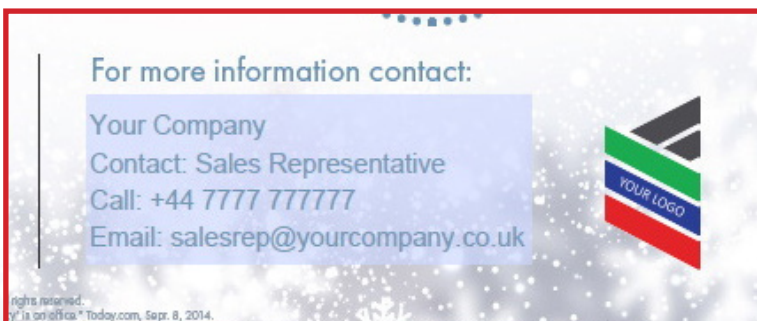 For more information contact:
Your Company
Contact: Sales Representative
Call: +44 7777 777777
Email: salesrep@yourcompany.co.uk
YOUR LOGO
rights reserved.
is an office." Today.com, Sept. 8, 2014.